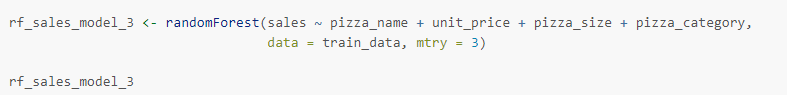 rf_sales_model_3 <- randomForest(sales ~ pizza_name + unit_price + pizza_size + pizza_category,
data = train_data, mtry = 3)
rf_sales_model_3